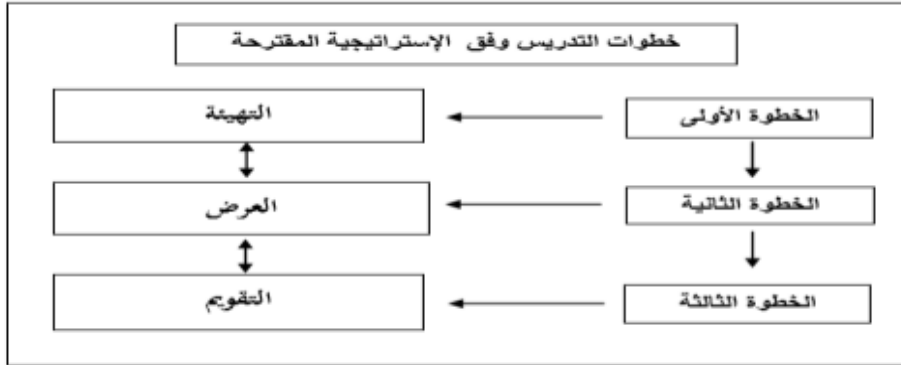 خطوات التدريس وفق الإستراتيجية المقترحة
الخطوة الأولى
التهيئة
الخطوة الثانية
العرض
الخطوة الثالثة
التقويم